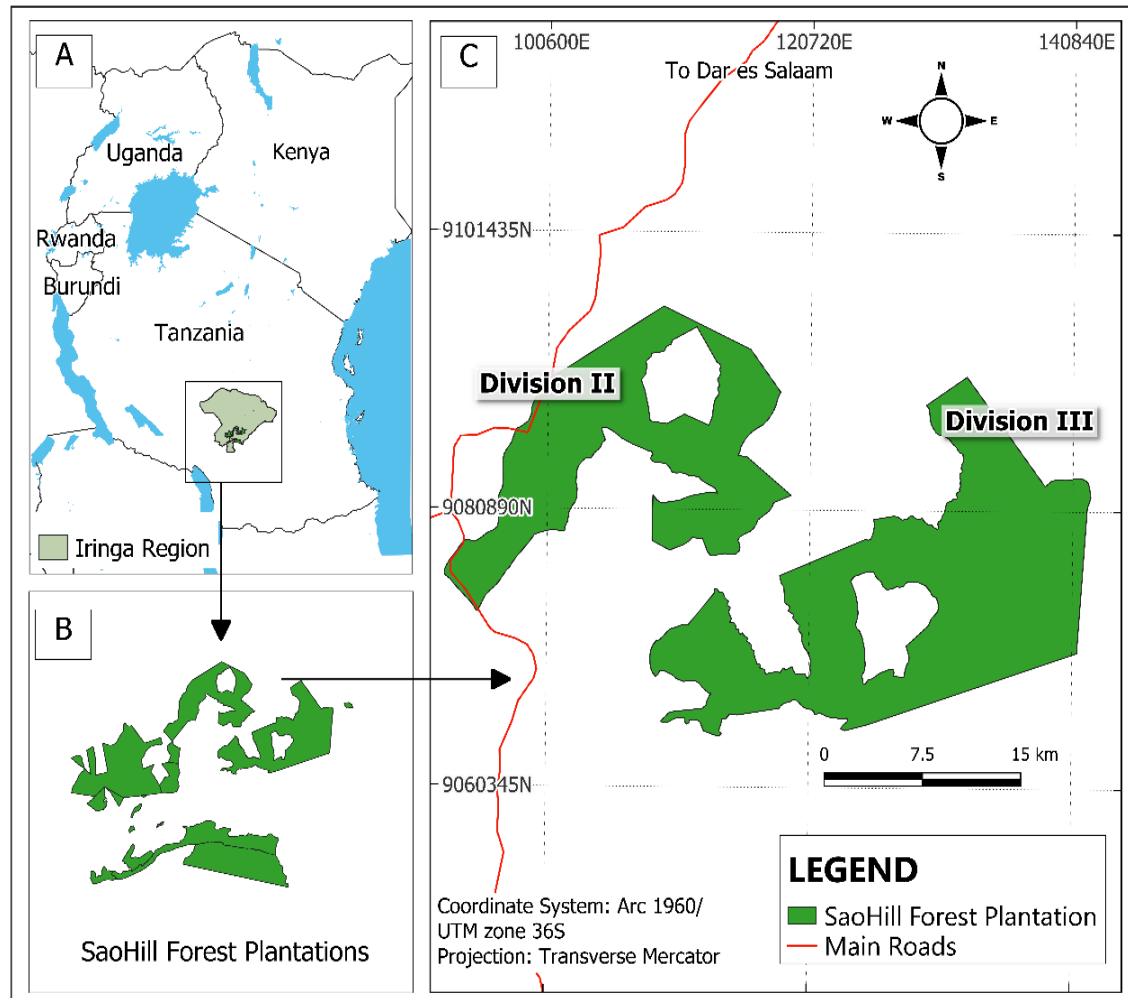 A
Uganda
Kenya
Rwanda
Burundi
Tanzania
Iringa Region
B
SaoHill Forest Plantations
C
100600E
120720E
140840E
To Dar es Salaam
N
W
E
S
9101435N
Division II
Division III
9080890N
9060345N
0
7.5
15 km
Coordinate System: Arc 1960/
UTM zone 36S
Projection: Transverse Mercator
LEGEND
SaoHill Forest Plantation
Main Roads